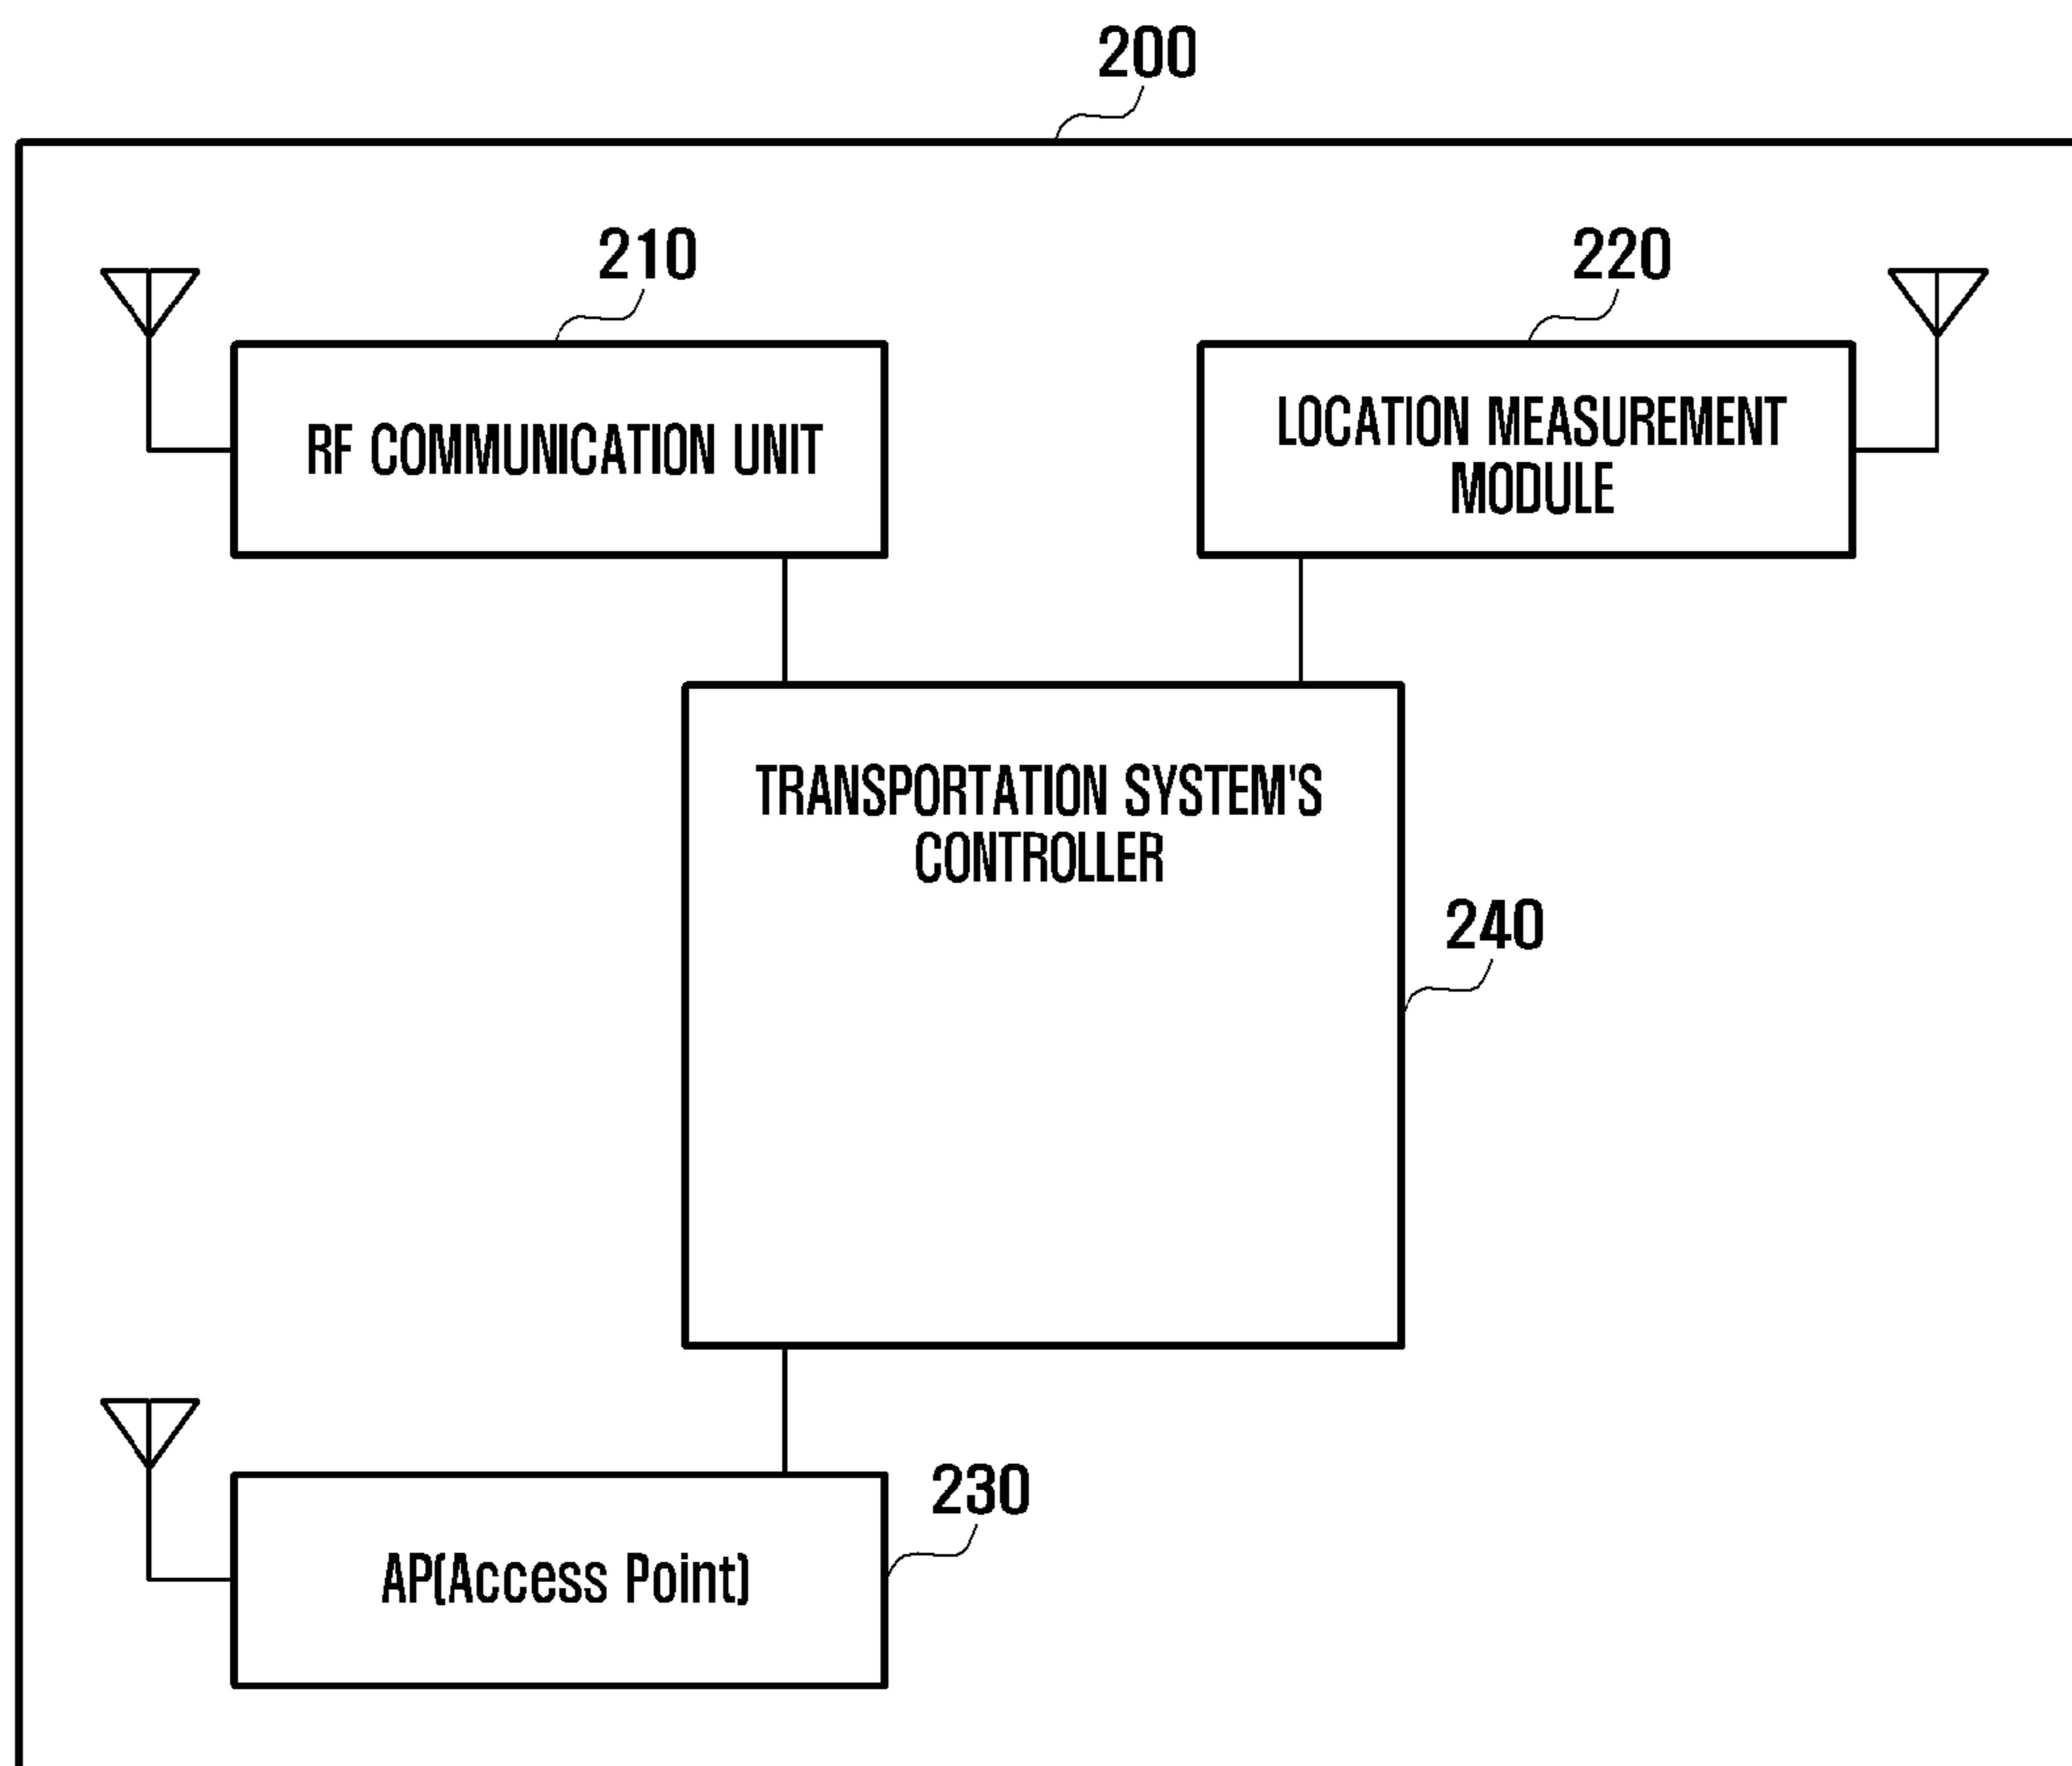 200
210
220
RF COMMUNICATION UNIT
LOCATION MEASUREMENT
MODULE
TRANSPORTATION SYSTEM'S
CONTROLLER
240
230
AP(Access Point)